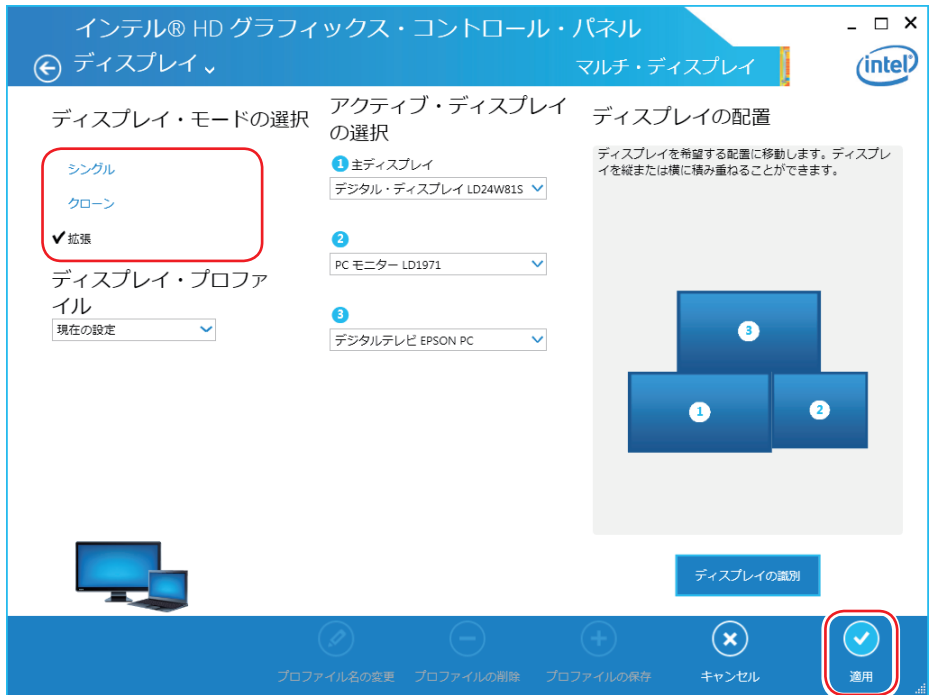 インテル® HD グラフィックス・コントロール・パネル
ディスプレイ
マルチ・ディスプレイ
intel
ディスプレイ・モードの選択
シングル
クローン
拡張
ディスプレイ・プロファ
イル
現在の設定
アクティブ・ディスプレイ
の選択
1 主ディスプレイ
デジタル・ディスプレイ LD24W81S
2
PC モニター LD1971
3
デジタルテレビ EPSON PC
ディスプレイの配置
ディスプレイを希望する配置に移動します。ディスプレ
イを縦または横に積み重ねることができます。
3
1
2
ディスプレイの識別
プロファイル名の変更
プロファイルの削除
プロファイルの保存
キャンセル
適用